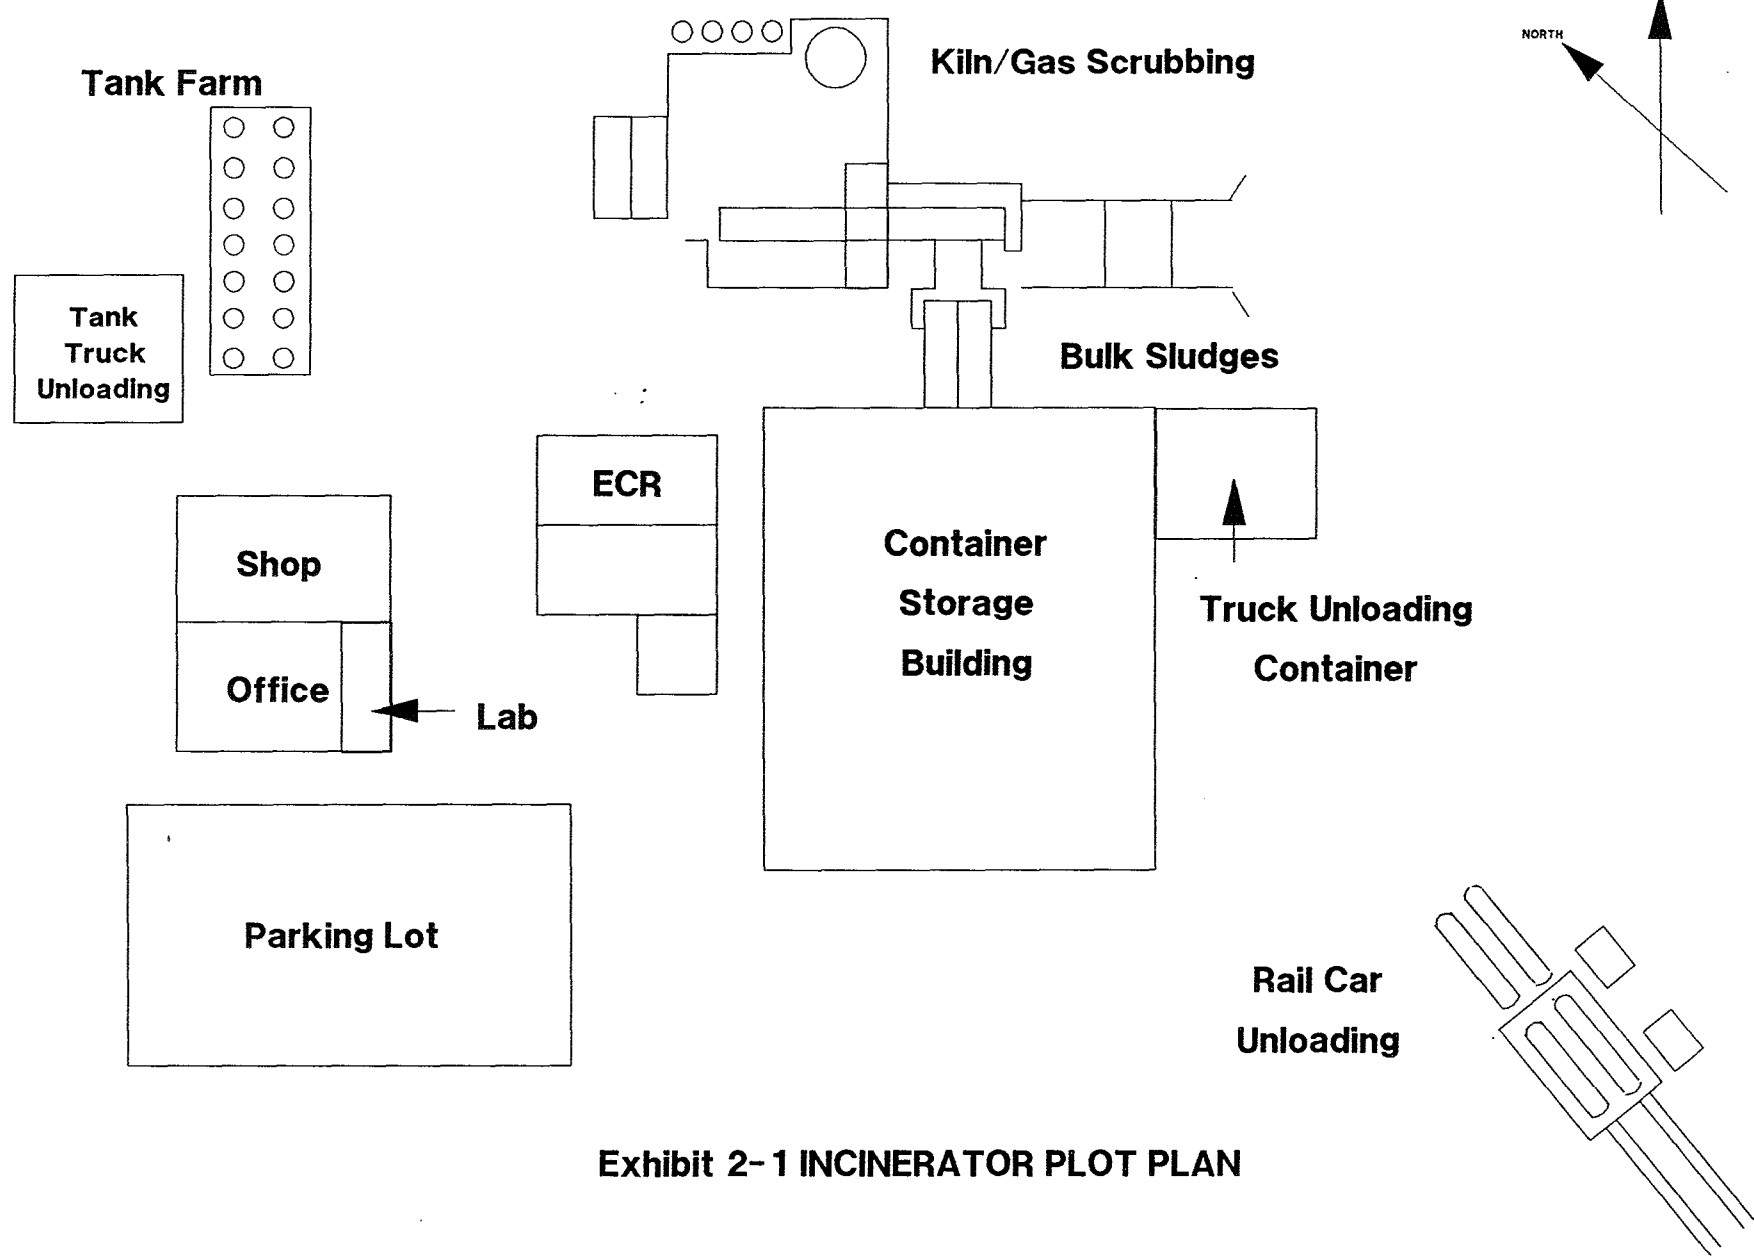 NORTH
Kiln/Gas Scrubbing
Tank Farm
Tank
Truck
Unloading
Bulk Sludges
ECR
Container
Storage
Building
Shop
Truck Unloading
Container
Office
Lab
Parking Lot
Rail Car
Unloading
Exhibit 2-1 INCINERATOR PLOT PLAN